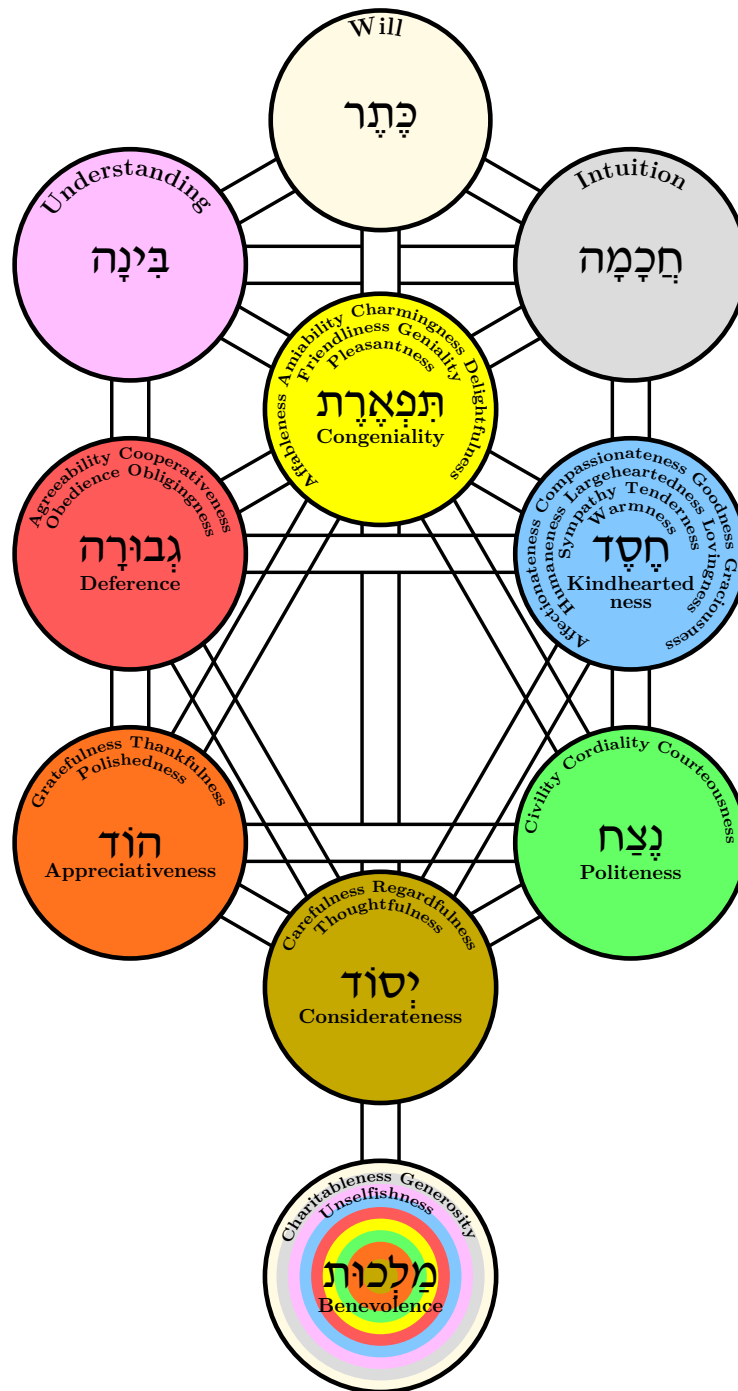 Will
כֶּתֶר
Understanding
בִּינָה
Intuition
חֲכָמָה
Affableness Amiability Charmingness Delightfulness
Friendliness Geniality
Pleasantness
תִּפְאֶרֶת
Congeniality
Agreeability Cooperativeness
Obedience Obligingness
גְבוּרָה
Deference
Affectionateness Compassionateness Goodness Graciousness
Humaneness Largeheartedness Lovingness
Sympathy Tenderness
Warmness
חֶסֶד
Kindhearted
ness
Gratefulness Thankfulness
Polishedness
הוֹד
Appreciativeness
Civility Cordiality Courteousness
נֶצַח
Politeness
Carefulness Regardfulness
Thoughtfulness
יְסוֹד
Considerateness
Charitableness Generosity
Unselfishness
מַלְכוּת
Benevolence